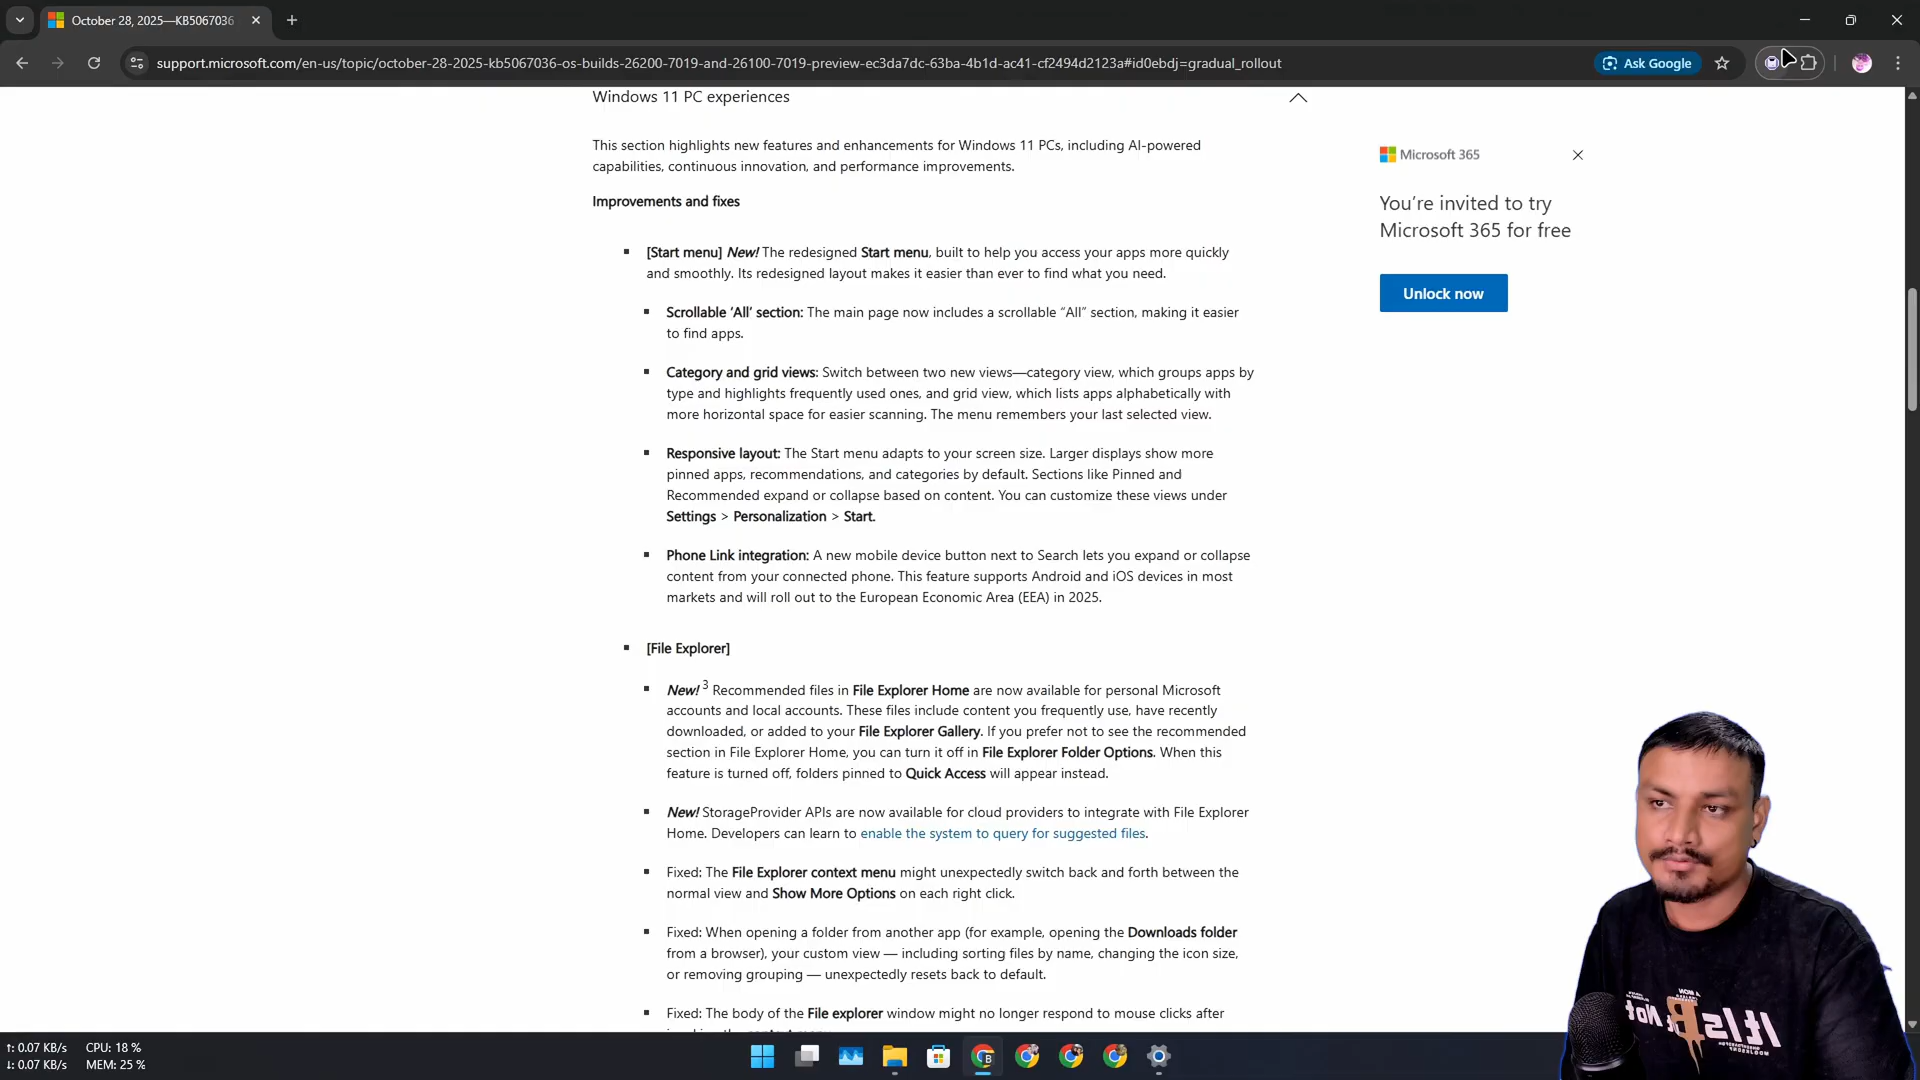 October 28, 2025—KB5067036
support.microsoft.com/en-us/topic/october-28-2025-kb5067036-os-builds-26200-7019-and-26100-7019-preview-ec3da7dc-63ba-4b1d-ac41-cf2494d2123a#id0ebdj=gradual_rollout
Ask Google
Windows 11 PC experiences
This section highlights new features and enhancements for Windows 11 PCs, including AI-powered
capabilities, continuous innovation, and performance improvements.
Improvements and fixes
[Start menu] New! The redesigned Start menu, built to help you access your apps more quickly
and smoothly. Its redesigned layout makes it easier than ever to find what you need.
Scrollable ‘All’ section: The main page now includes a scrollable “All” section, making it easier
to find apps.
Category and grid views: Switch between two new views—category view, which groups apps by
type and highlights frequently used ones, and grid view, which lists apps alphabetically with
more horizontal space for easier scanning. The menu remembers your last selected view.
Responsive layout: The Start menu adapts to your screen size. Larger displays show more
pinned apps, recommendations, and categories by default. Sections like Pinned and
Recommended expand or collapse based on content. You can customize these views under
Settings > Personalization > Start.
Phone Link integration: A new mobile device button next to Search lets you expand or collapse
content from your connected phone. This feature supports Android and iOS devices in most
markets and will roll out to the European Economic Area (EEA) in 2025.
[File Explorer]
New! 3 Recommended files in File Explorer Home are now available for personal Microsoft
accounts and local accounts. These files include content you frequently use, have recently
downloaded, or added to your File Explorer Gallery. If you prefer not to see the recommended
section in File Explorer Home, you can turn it off in File Explorer Folder Options. When this
feature is turned off, folders pinned to Quick Access will appear instead.
New! StorageProvider APIs are now available for cloud providers to integrate with File Explorer
Home. Developers can learn to enable the system to query for suggested files.
Fixed: The File Explorer context menu might unexpectedly switch back and forth between the
normal view and Show More Options on each right click.
Fixed: When opening a folder from another app (for example, opening the Downloads folder
from a browser), your custom view — including sorting files by name, changing the icon size,
or removing grouping — unexpectedly resets back to default.
Fixed: The body of the File explorer window might no longer respond to mouse clicks after
Microsoft 365
You’re invited to try
Microsoft 365 for free
Unlock now
↑: 0.07 KB/s
↓: 0.07 KB/s
CPU: 18 %
MEM: 25 %
B